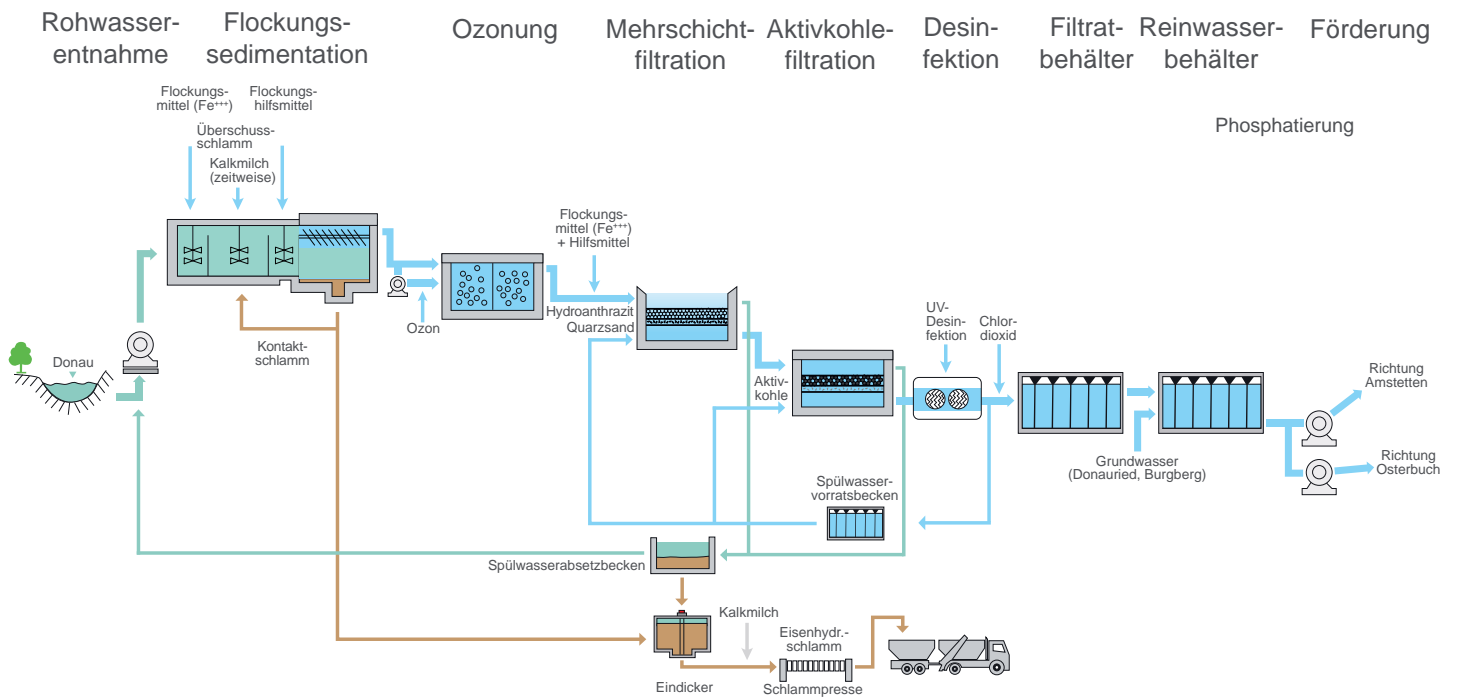 Rohwasser-
entnahme
Flockungs-
sedimentation
Ozonung
Mehrschicht-
filtration
Aktivkohle-
filtration
Desin-
fektion
Filtrat-
behälter
Reinwasser-
behälter
Förderung
Phosphatierung
Flockungs-
mittel (Fe+++)
Flockungs-
hilfsmittel
Überschuss-
schlamm
Kalkmilch
(zeitweise)
Flockungs-
mittel (Fe+++)
+ Hilfsmittel
Ozon
Hydroanthrazit
Quarzsand
Kontakt-
schlamm
Donau
Aktiv-
kohle
UV-
Desin-
fektion
Chlor-
dioxid
Richtung
Amstetten
Grundwasser
(Donauried, Burgberg)
Richtung
Osterbuch
Spülwasser-
vorratsbecken
Spülwasserabsetzbecken
Kalkmilch
Eisenhydr.-
schlamm
Eindicker
Schlammpresse